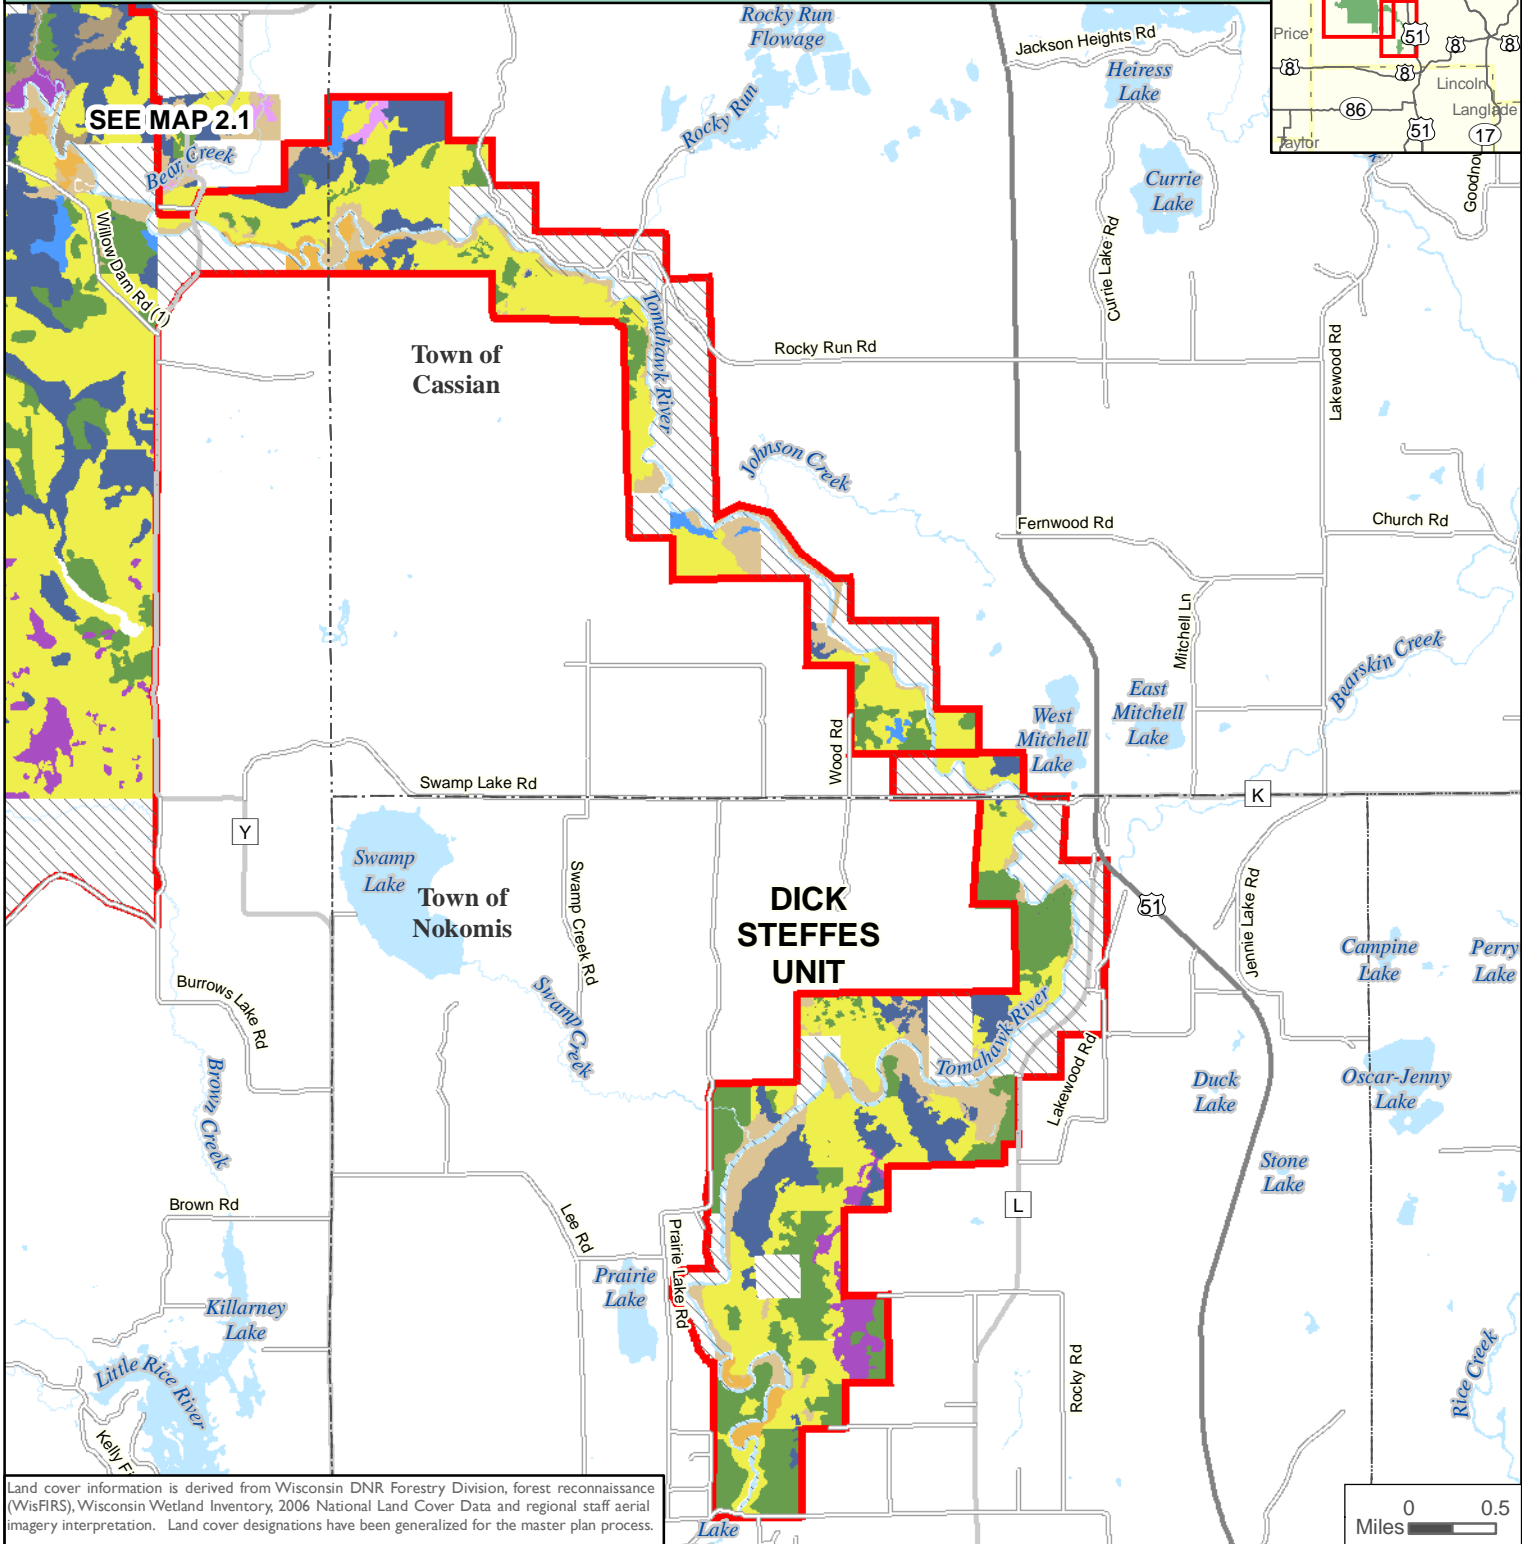 Rocky Run
Flowage
Jackson Heights Rd
Heiress
Lake
Price
51
8
8
8
8
Lincoln
86
Langlade
51
17
Taylor
SEE MAP 2.1
Bear Creek
Rocky Run
Currie
Lake
Goodno
Willow Dam Rd (1)
Currie Lake Rd
Tomahawk River
Town of
Cassian
Rocky Run Rd
Lakewood Rd
Johnson Creek
Fernwood Rd
Church Rd
Mitchell Ln
Bearskin Creek
East
Mitchell
Lake
West
Mitchell
Lake
Wood Rd
Swamp Lake Rd
K
Y
Swamp
Lake
Town of
Nokomis
Swamp Creek Rd
DICK
STEFFES
UNIT
51
Jennie Lake Rd
Campine
Lake
Perry
Lake
Burrows Lake Rd
Swamp Creek
Tomahawk River
Brown Creek
Lakewood Rd
Duck
Lake
Oscar-Jenny
Lake
Stone
Lake
Brown Rd
Lee Rd
L
Prairie Lake Rd
Prairie
Lake
Killarney
Lake
Little Rice River
Rocky Rd
Rice Creek
Kelly Fi
Land cover information is derived from Wisconsin DNR Forestry Division, forest reconnaissance
(WisFIRS), Wisconsin Wetland Inventory, 2006 National Land Cover Data and regional staff aerial
imagery interpretation. Land cover designations have been generalized for the master plan process.
Lake
0 0.5
Miles